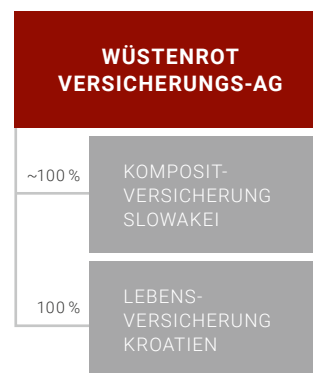 WÜSTENROT
VERSICHERUNGS-AG
~100 %
KOMPOSIT-
VERSICHERUNG
SLOWAKEI
100 %
LEBENS-
VERSICHERUNG
KROATIEN